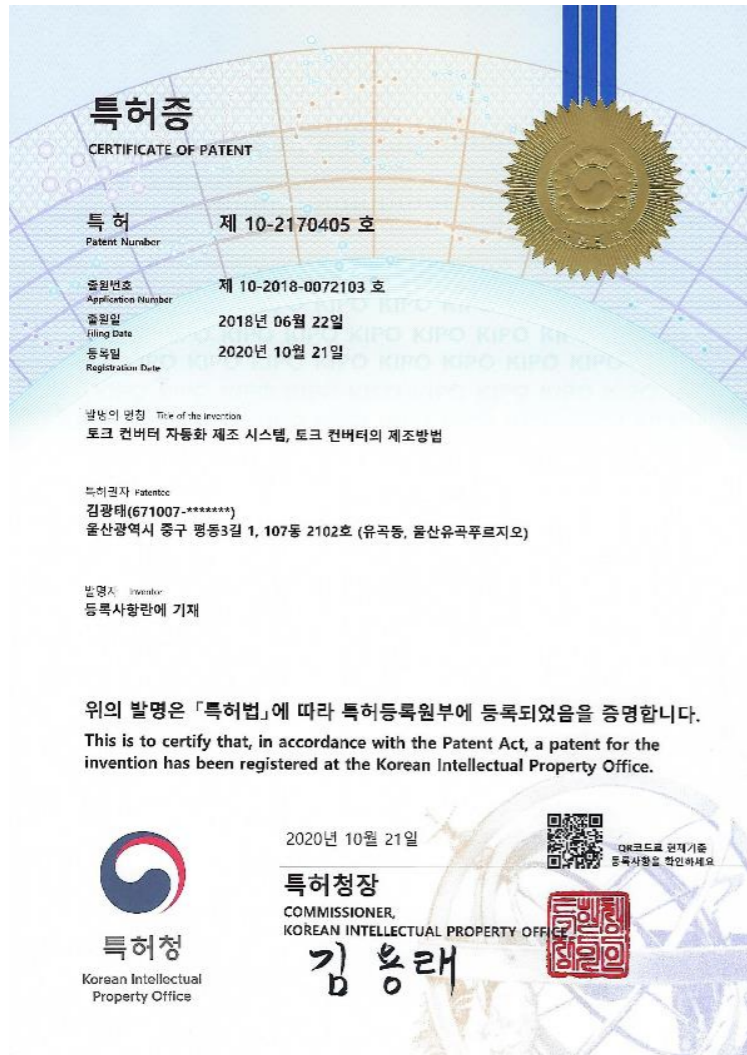 특허증
CERTIFICATE OF PATENT
특 허
Patent Number
제 10-2170405 호
출원번호
Application Number
제 10-2018-0072103 호
출원일
Filing Date
2018년 06월 22일
등록일
Registration Date
2020년 10월 21일
발명의 명칭 Title of the Invention
토크 컨버터 자동화 제조 시스템, 토크 컨버터의 제조방법
특허권자 Patentee
김광태(671007-*******)
울산광역시 중구 평동3길 1, 107동 2102호 (유곡동, 울산유곡푸르지오)
발명자 Inventor
등록사항란에 기재
위의 발명은 「특허법」에 따라 특허등록원부에 등록되었음을 증명합니다.
This is to certify that, in accordance with the Patent Act, a patent for the
invention has been registered at the Korean Intellectual Property Office.
2020년 10월 21일
QR코드로 현재기준
등록사항을 확인하세요
특허청장
COMMISSIONER,
KOREAN INTELLECTUAL PROPERTY OFFICE
김용래
특허청
Korean Intellectual
Property Office